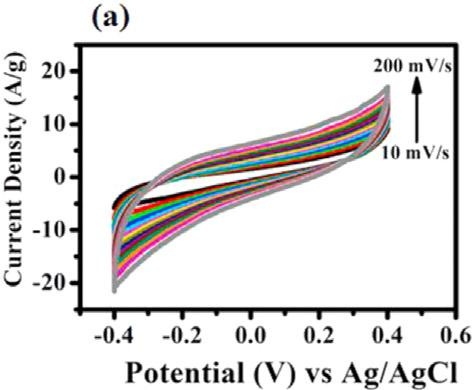 (a)
Current Density (A/g)
20
10
0
-10
-20
200 mV/s
10 mV/s
-0.4 -0.2 0.0 0.2 0.4 0.6
Potential (V) vs Ag/AgCl